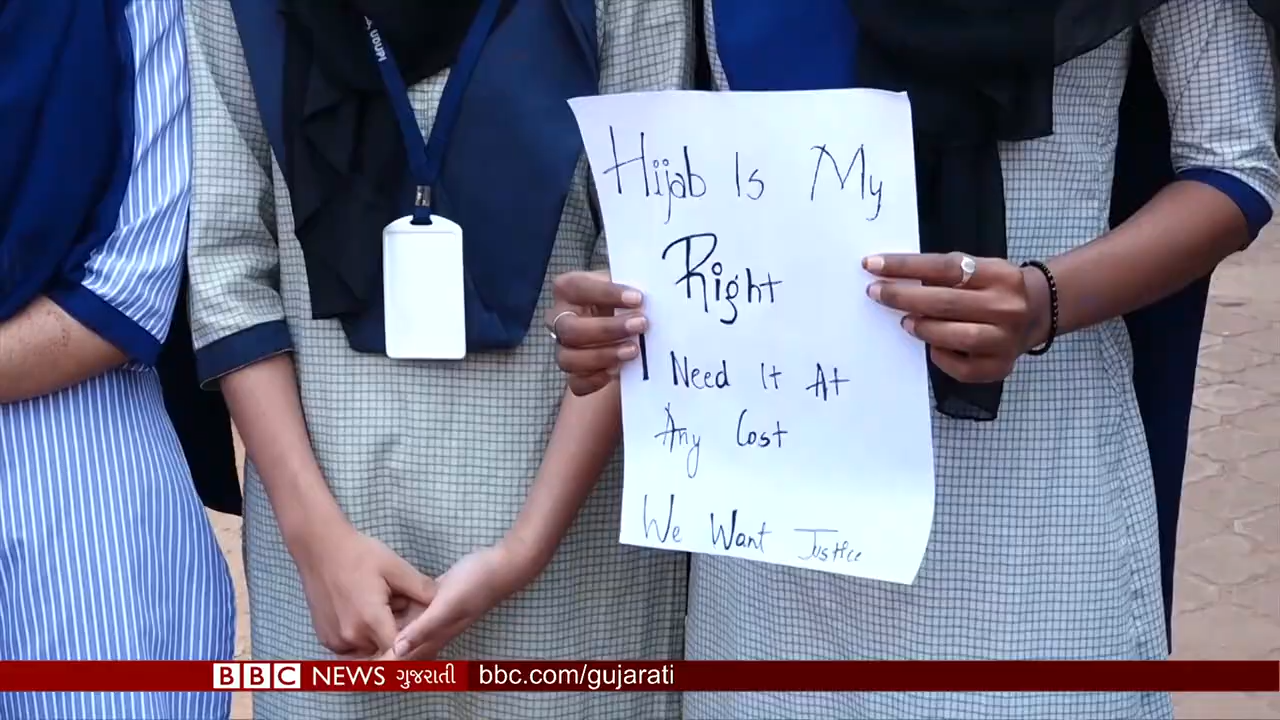 Hijab Is My
Right
I Need It At
Any Cost
We Want Justice
BBC NEWS ગુજરાતી bbc.com/gujarati